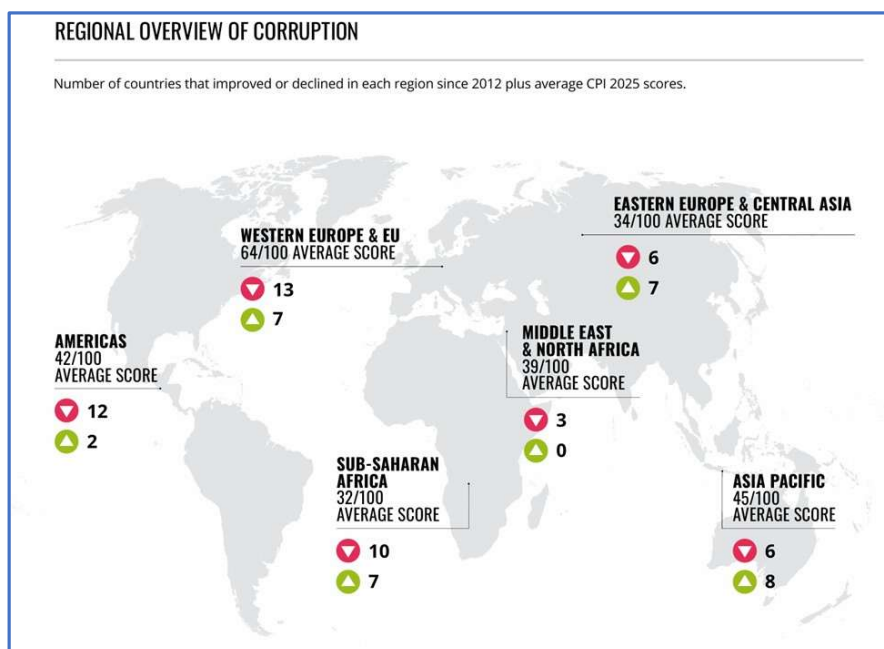 REGIONAL OVERVIEW OF CORRUPTION
Number of countries that improved or declined in each region since 2012 plus average CPI 2025 scores.
EASTERN EUROPE & CENTRAL ASIA
34/100 AVERAGE SCORE
6
7
WESTERN EUROPE & EU
64/100 AVERAGE SCORE
13
7
AMERICAS
42/100
AVERAGE SCORE
12
2
MIDDLE EAST
& NORTH AFRICA
39/100
AVERAGE SCORE
3
0
SUB-SAHARAN
AFRICA
32/100
AVERAGE SCORE
10
7
ASIA PACIFIC
45/100
AVERAGE SCORE
6
8